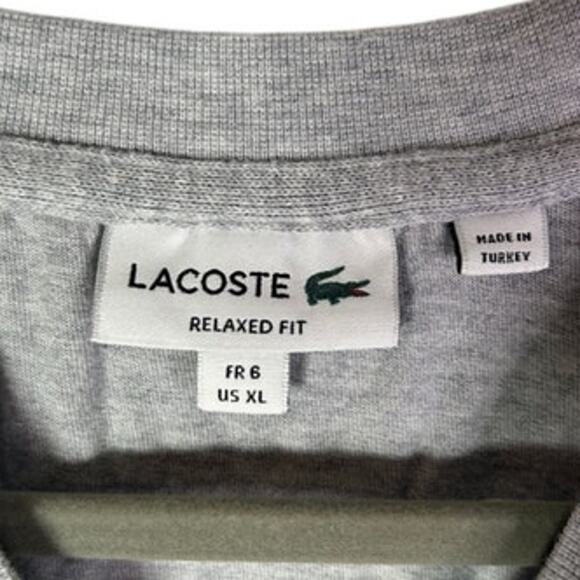 LACOSTE
RELAXED FIT
FR 6
US XL
MADE IN
TURKEY